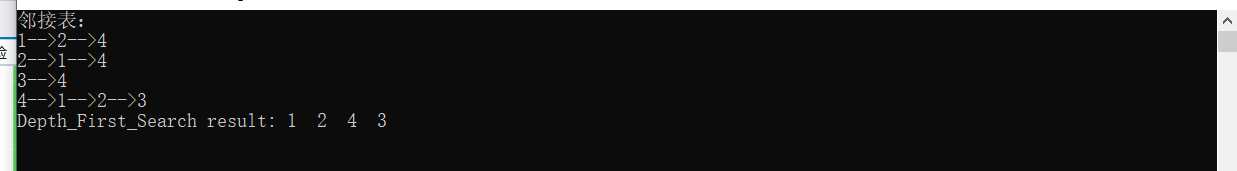 邻接表：
1-->2-->4
2-->1-->4
3-->4
4-->1-->2-->3
Depth_First_Search result: 1  2  4  3